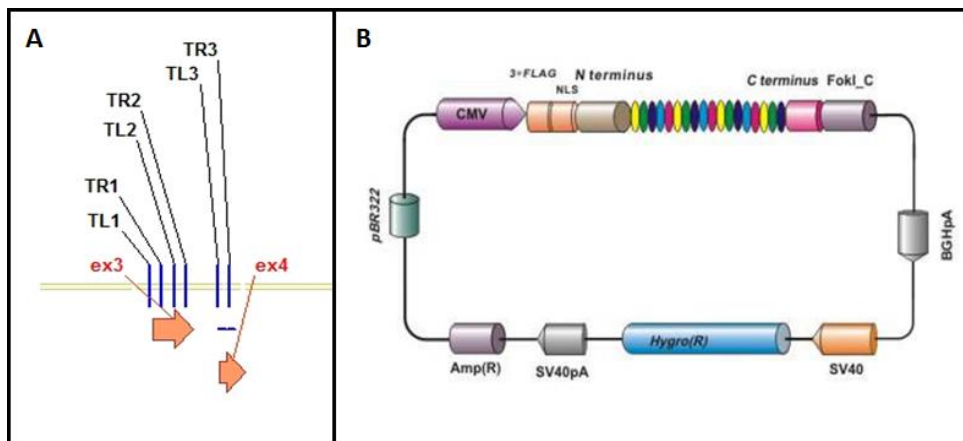 A
TR3
TL3
TR2
TL2
TR1
TL1
ex3
ex4
B
3×FLAG
NLS
N terminus
C terminus
FokI_C
CMV
pBR322
BGHpA
Amp(R)
SV40pA
Hygro(R)
SV40